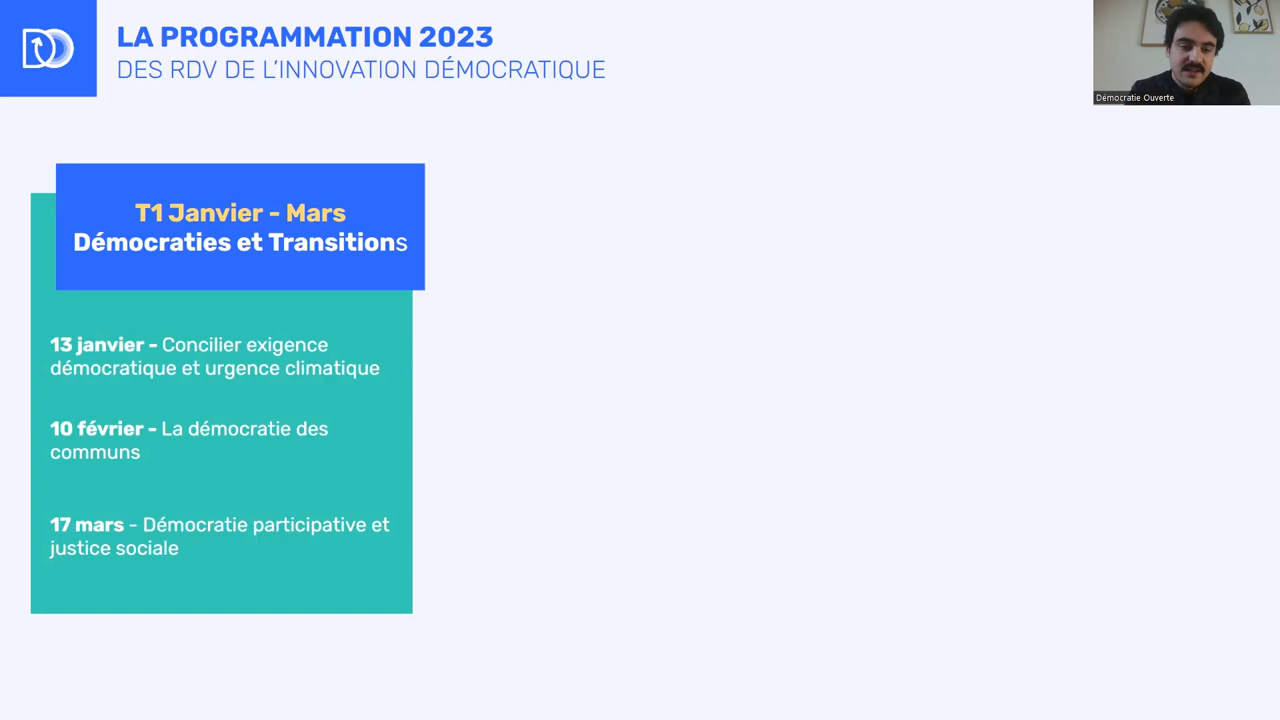 LA PROGRAMMATION 2023
DES RDV DE L'INNOVATION DÉMOCRATIQUE
Démocratie Ouverte
T1 Janvier - Mars
Démocraties et Transitions
13 janvier - Concilier exigence
démocratique et urgence climatique
10 février - La démocratie des
communs
17 mars - Démocratie participative et
justice sociale